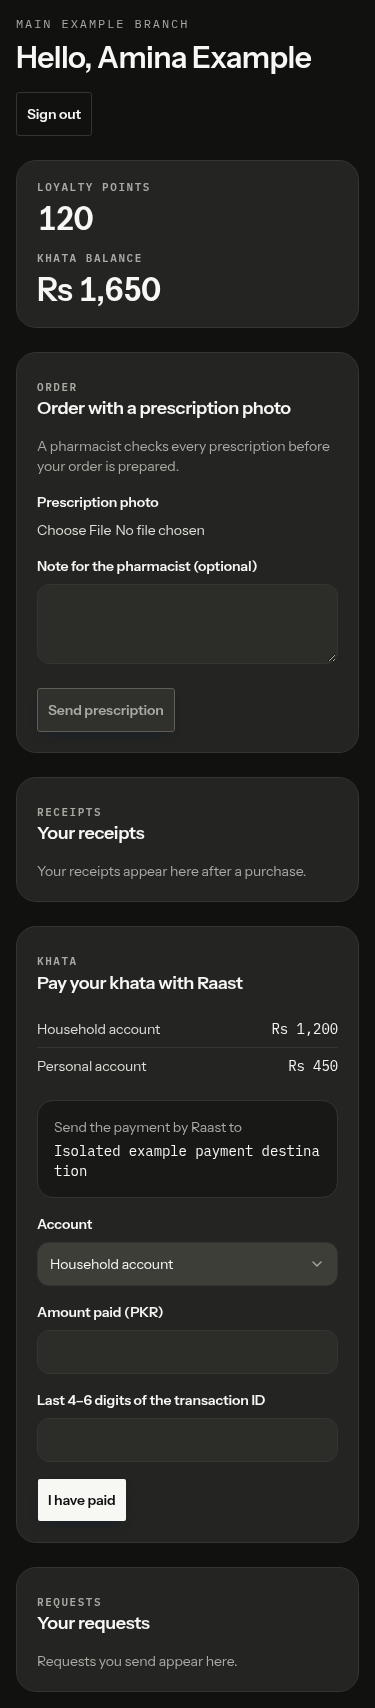 MAIN EXAMPLE BRANCH
Hello, Amina Example
Sign out
LOYALTY POINTS
120
KHATA BALANCE
Rs 1,650
ORDER
Order with a prescription photo
A pharmacist checks every prescription before
your order is prepared.
Prescription photo
Choose File No file chosen
Note for the pharmacist (optional)
Send prescription
RECEIPTS
Your receipts
Your receipts appear here after a purchase.
KHATA
Pay your khata with Raast
Household account Rs 1,200
Personal account Rs 450
Send the payment by Raast to
Isolated example payment destina
tion
Account
Household account
Amount paid (PKR)
Last 4–6 digits of the transaction ID
I have paid
REQUESTS
Your requests
Requests you send appear here.